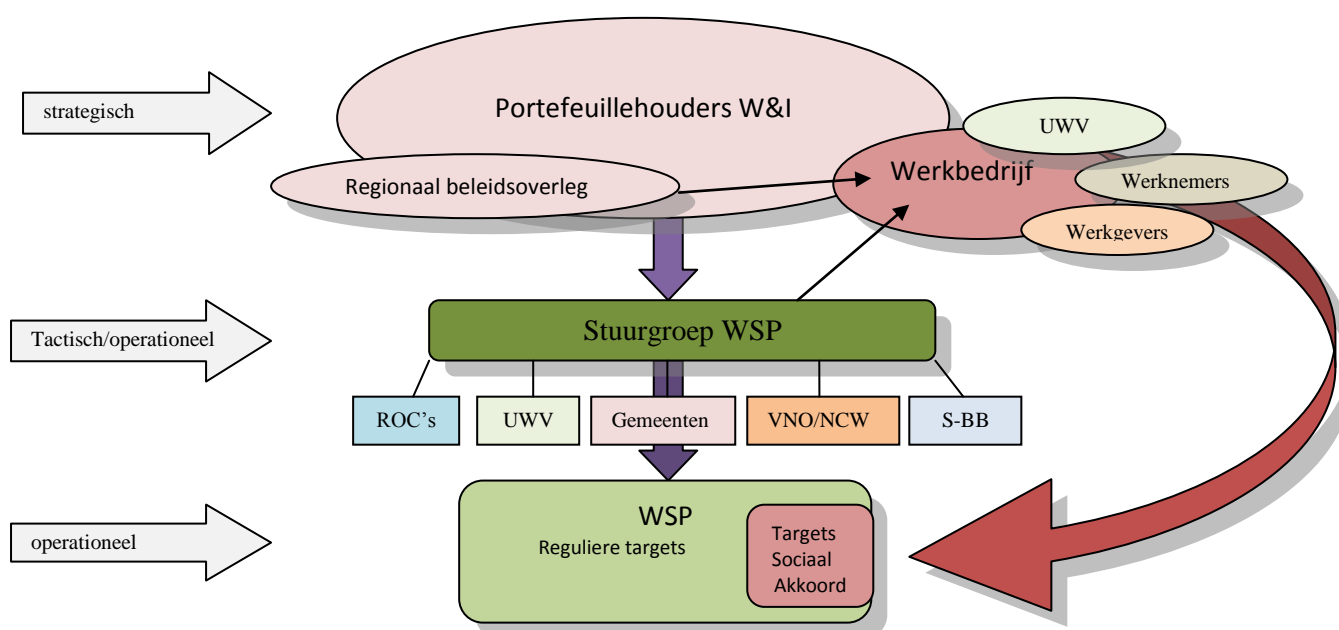 strategisch
Portefeuillehouders W&I
UWV
Regionaal beleidsoverleg
Werkbedrijf
Werknemers
Werkgevers
Tactisch/operationeel
Stuurgroep WSP
ROC's
UWV
Gemeenten
VNO/NCW
S-BB
operationeel
WSP
Reguliere targets
Targets
Sociaal
Akkoord